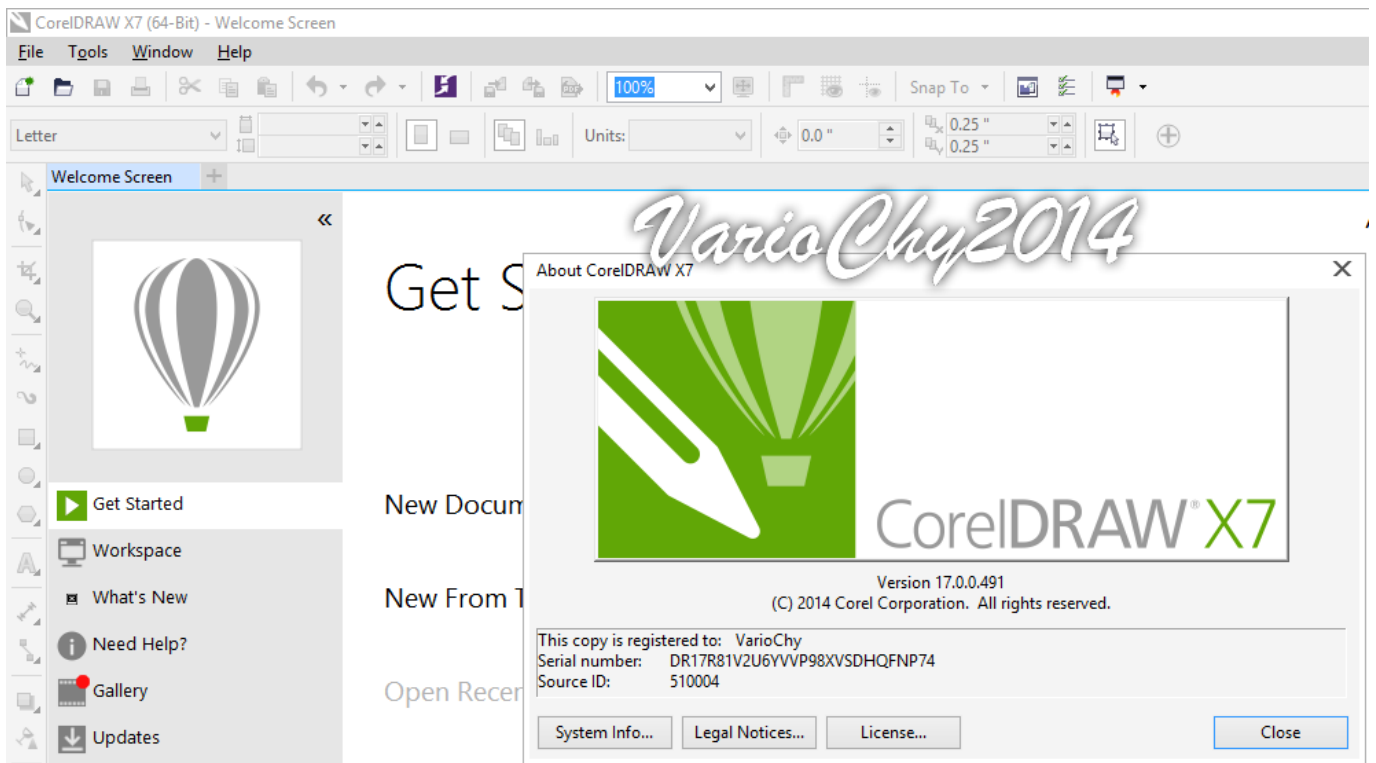 CorelDRAW X7 (64-Bit) - Welcome Screen
File Tools Window Help
100% Snap To
Letter Units: 0.0 " 0.25 "
0.25 "
Welcome Screen
VarioChy2014
About CorelDRAW X7
Get S
CorelDRAW® X7
Get Started
New Docum
Workspace
Version 17.0.0.491
What's New
New From T
(C) 2014 Corel Corporation. All rights reserved.
This copy is registered to: VarioChy
Need Help?
Serial number: DR17R81V2U6YVVP98XVSDHQFNP74
Source ID: 510004
Gallery
Open Recen
System Info... Legal Notices... License... Close
Updates